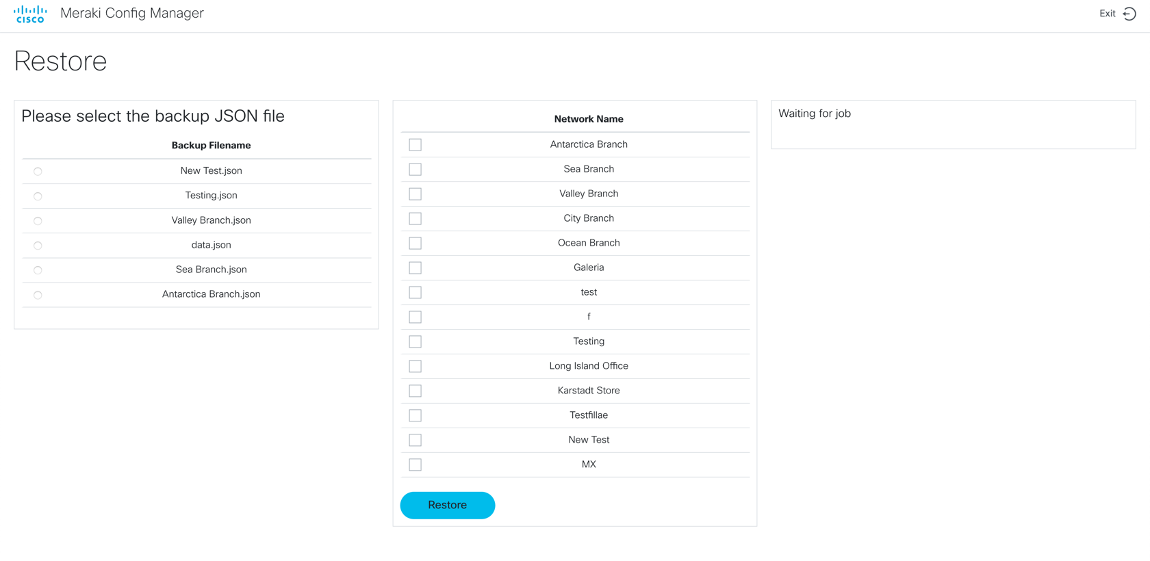 cisco
Meraki Config Manager
Exit
Restore
Please select the backup JSON file
Backup Filename
New Test.json
Testing.json
Valley Branch.json
data.json
Sea Branch.json
Antarctica Branch.json
Network Name
Antarctica Branch
Sea Branch
Valley Branch
City Branch
Ocean Branch
Galeria
test
f
Testing
Long Island Office
Karstadt Store
Testfillae
New Test
MX
Restore
Waiting for job